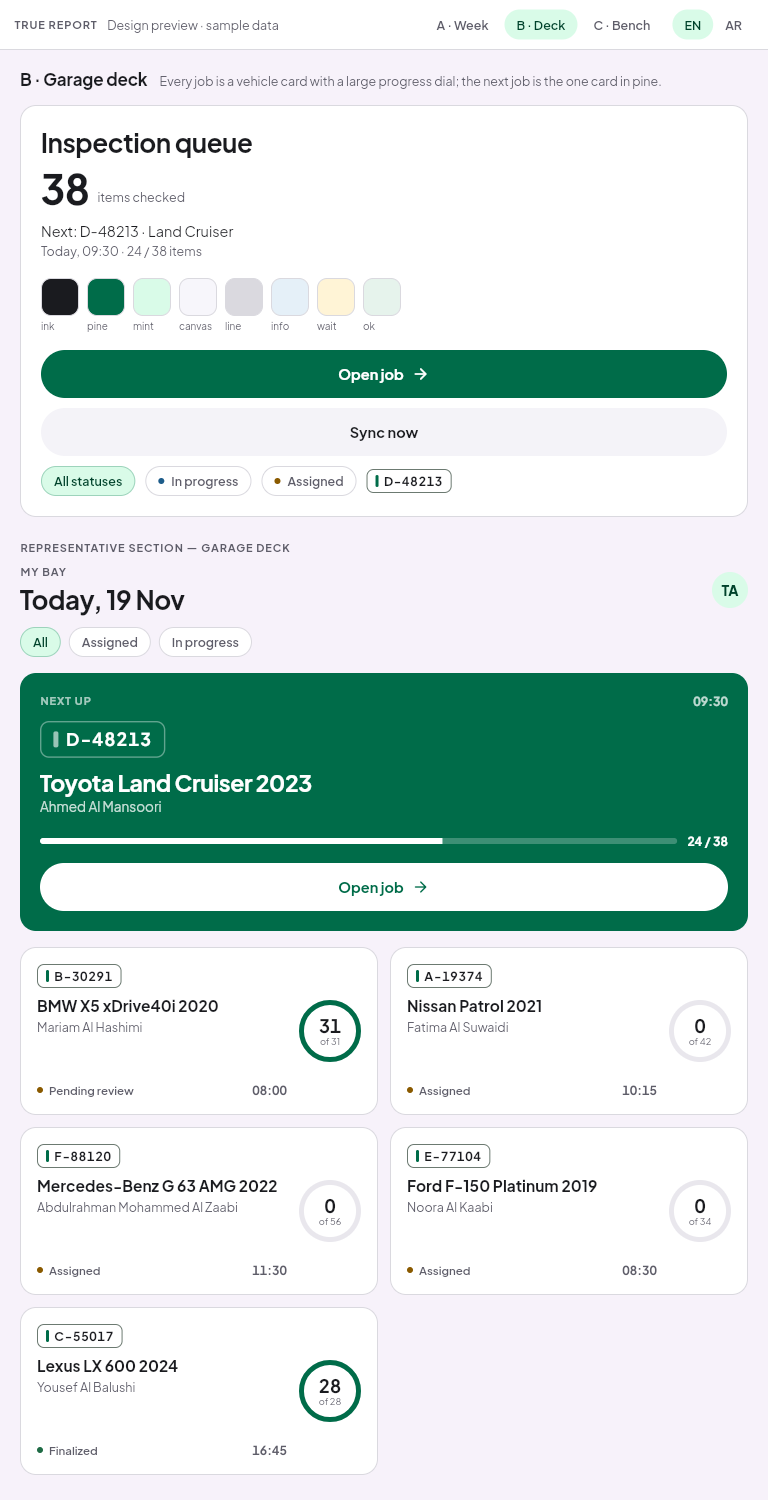 TRUE REPORT Design preview · sample data A · Week B · Deck C · Bench EN AR
B · Garage deck Every job is a vehicle card with a large progress dial; the next job is the one card in pine.
Inspection queue
38 items checked
Next: D-48213 · Land Cruiser
Today, 09:30 · 24 / 38 items
ink pine mint canvas line info wait ok
Open job →
Sync now
All statuses In progress Assigned D-48213
REPRESENTATIVE SECTION — GARAGE DECK
MY BAY
Today, 19 Nov
TA
All Assigned In progress
NEXT UP 09:30
D-48213
Toyota Land Cruiser 2023
Ahmed Al Mansoori
24 / 38
Open job →
B-30291
BMW X5 xDrive40i 2020
Mariam Al Hashimi
31
of 31
Pending review 08:00
A-19374
Nissan Patrol 2021
Fatima Al Suwaidi
0
of 42
Assigned 10:15
F-88120
Mercedes-Benz G 63 AMG 2022
Abdulrahman Mohammed Al Zaabi
0
of 56
Assigned 11:30
E-77104
Ford F-150 Platinum 2019
Noora Al Kaabi
0
of 34
Assigned 08:30
C-55017
Lexus LX 600 2024
Yousef Al Balushi
28
of 28
Finalized 16:45